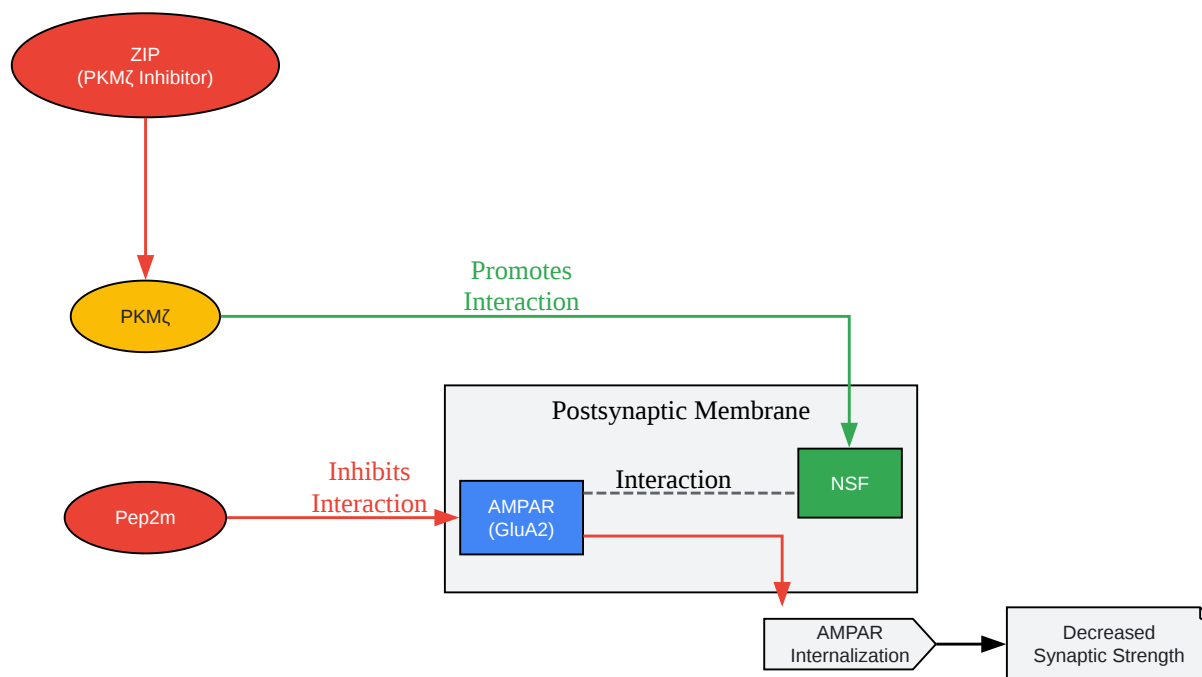 ZIP
(PKMζ Inhibitor)
PKMζ
Promotes
Interaction
Postsynaptic Membrane
Interaction
NSF
Inhibits
Interaction
Pep2m
AMPAR
(GluA2)
AMPAR
Internalization
Decreased
Synaptic Strength